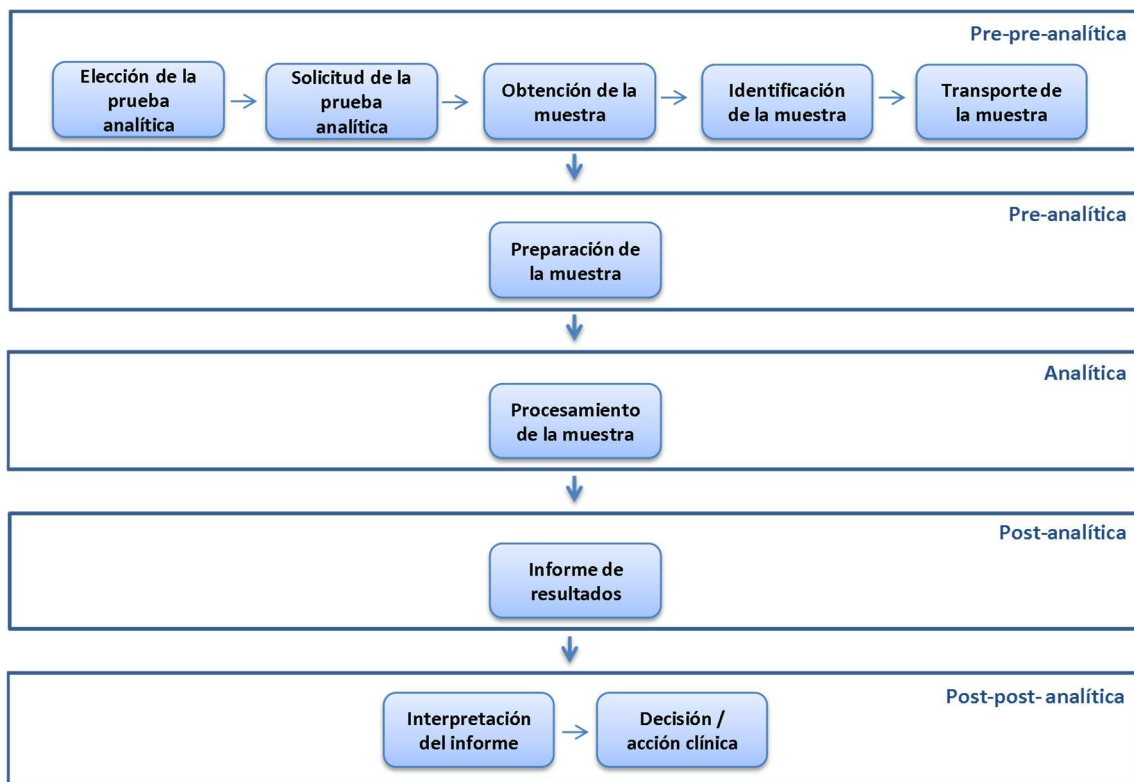 Pre-pre-analítica
Elección de la
prueba
analítica
Solicitud de la
prueba
analítica
Obtención de la
muestra
Identificación
de la muestra
Transporte de
la muestra
Pre-analítica
Preparación de
la muestra
Analítica
Procesamiento
de la muestra
Post-analítica
Informe de
resultados
Post-post- analítica
Interpretación
del informe
Decisión /
acción clínica